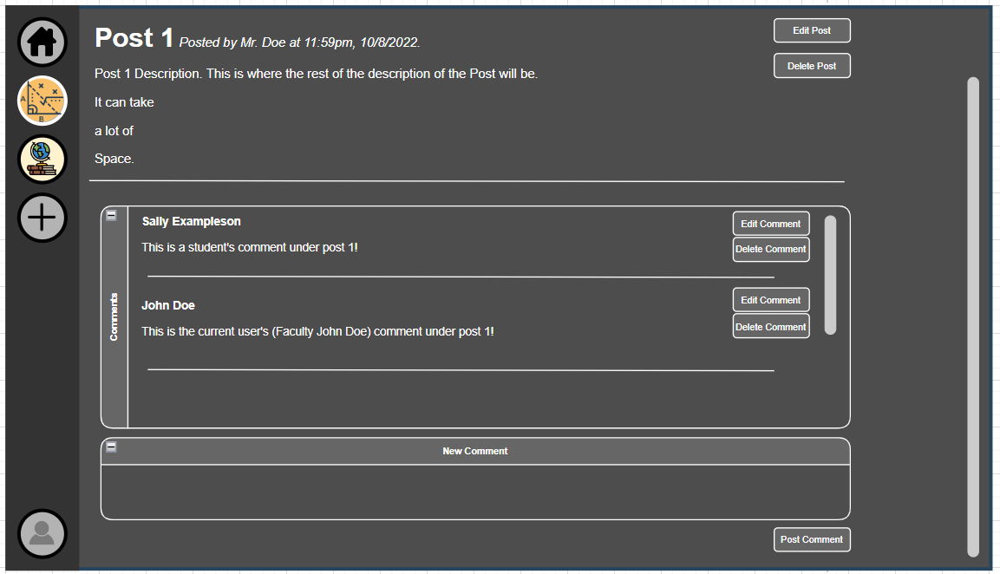 Post 1 Posted by Mr. Doe at 11:59pm, 10/8/2022.
Edit Post
Delete Post
Post 1 Description. This is where the rest of the description of the Post will be.
It can take
a lot of
Space.
A
B
Comments
Sally Exampleson
This is a student's comment under post 1!
Edit Comment
Delete Comment
John Doe
This is the current user's (Faculty John Doe) comment under post 1!
Edit Comment
Delete Comment
New Comment
Post Comment